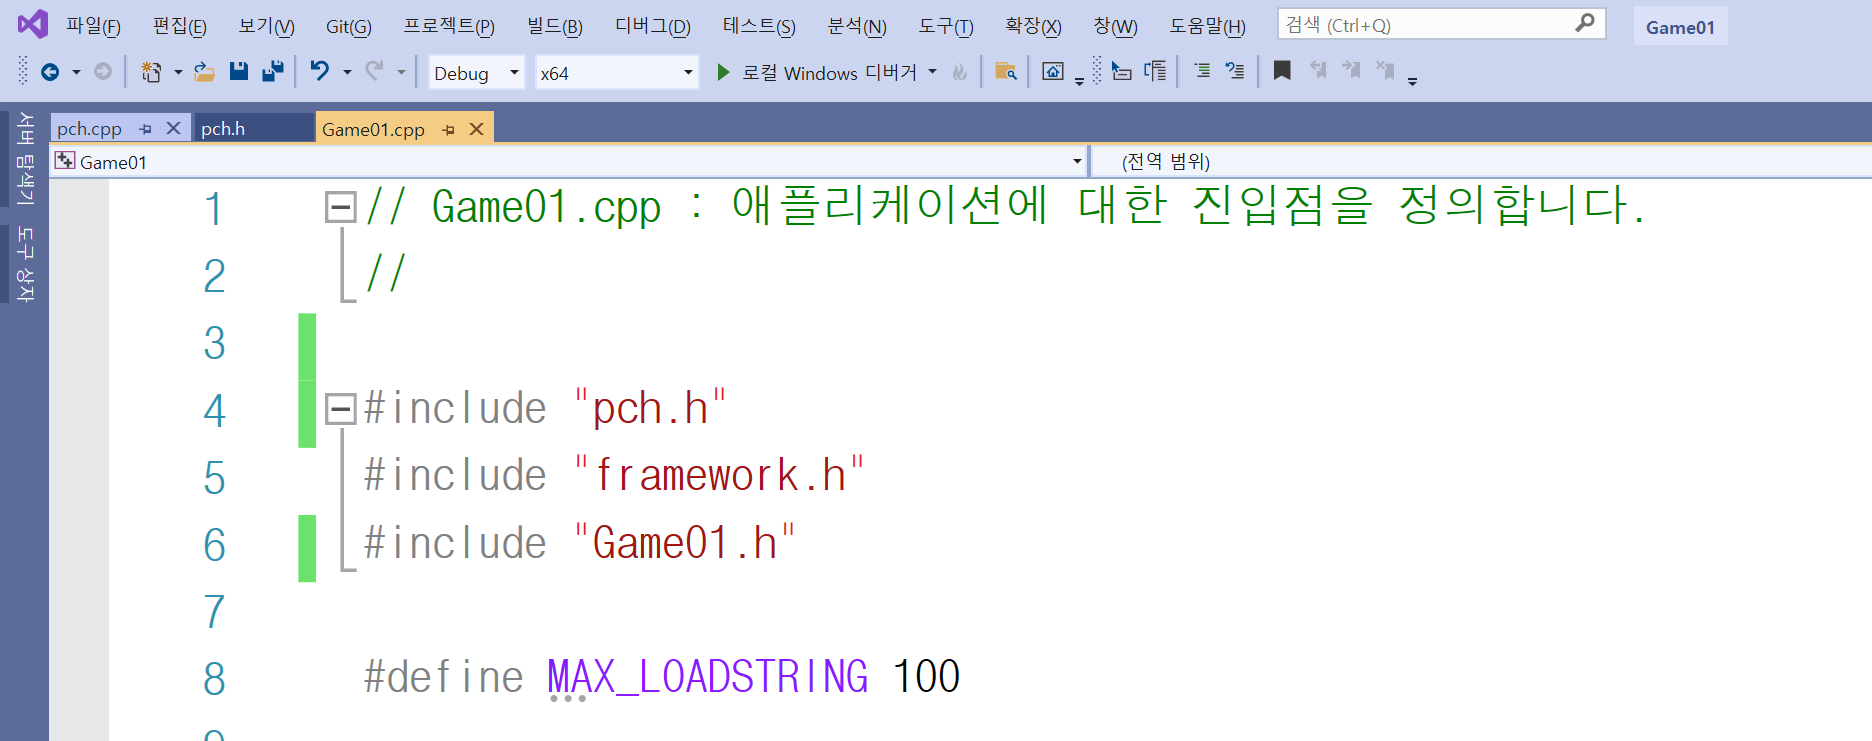 파일(F) 편집(E) 보기(V) Git(G) 프로젝트(P) 빌드(B) 디버그(D) 테스트(S) 분석(N) 도구(T) 확장(X) 창(W) 도움말(H) 검색 (Ctrl+Q) Game01
Debug x64 로컬 Windows 디버거
서버 탐색기
도구 상자
pch.cpp pch.h Game01.cpp
Game01 (전역 범위)
1 // Game01.cpp : 애플리케이션에 대한 진입점을 정의합니다.
2 //
3
4 #include "pch.h"
5 #include "framework.h"
6 #include "Game01.h"
7
8 #define MAX_LOADSTRING 100